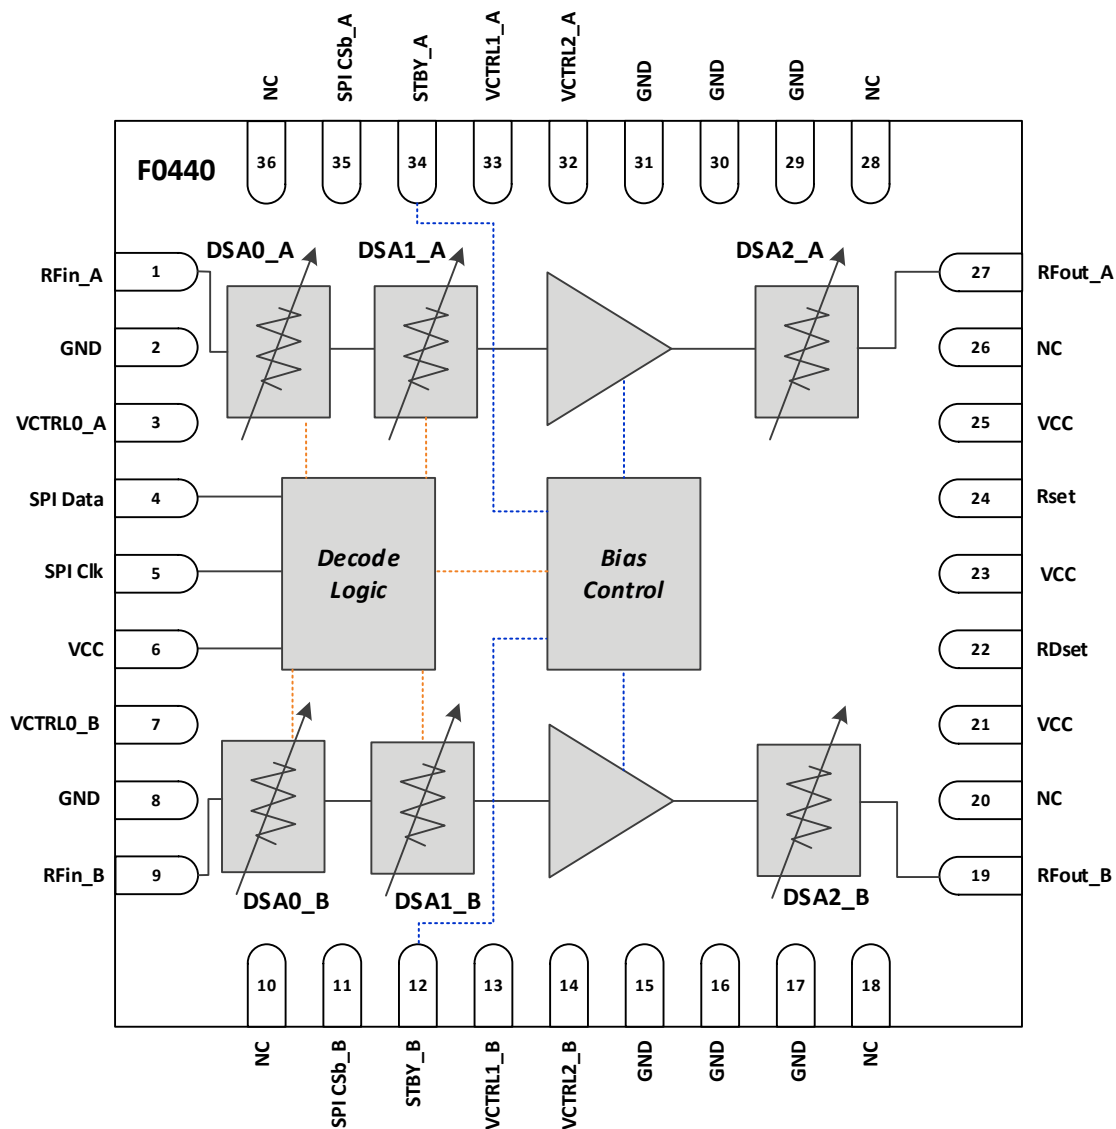 NC
SPI CSb_A
STBY_A
VCTRL1_A
VCTRL2_A
GND
GND
GND
NC
36
35
34
33
32
31
30
29
28
F0440
DSA0_A
DSA1_A
DSA2_A
RFin_A
1
27
RFout_A
GND
2
26
NC
VCTRL0_A
3
25
VCC
SPI Data
4
24
Rset
Decode
Logic
Bias
Control
SPI Clk
5
23
VCC
VCC
6
22
RDset
VCTRL0_B
7
21
VCC
GND
8
20
NC
RFin_B
9
19
RFout_B
DSA0_B
DSA1_B
DSA2_B
10
11
12
13
14
15
16
17
18
NC
SPI CSb_B
STBY_B
VCTRL1_B
VCTRL2_B
GND
GND
GND
NC